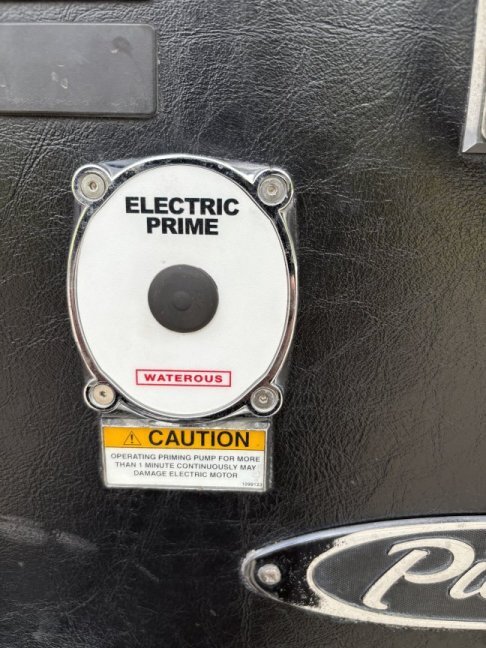 ELECTRIC
PRIME
WATEROUS
CAUTION
OPERATING PRIMING PUMP FOR MORE
THAN 1 MINUTE CONTINUOUSLY MAY
DAMAGE ELECTRIC MOTOR